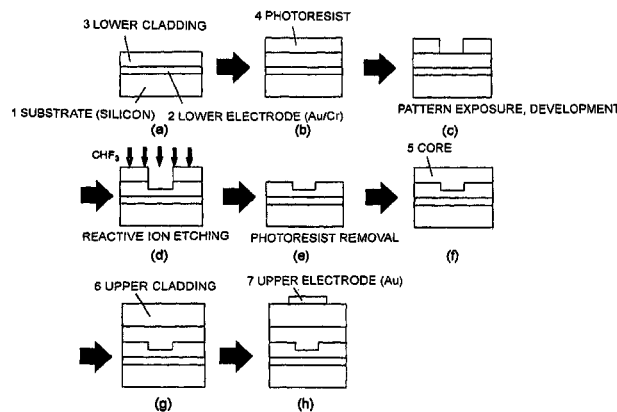 3 LOWER CLADDING
4 PHOTORESIST
1 SUBSTRATE (SILICON)
2 LOWER ELECTRODE (Au/Cr)
PATTERN EXPOSURE, DEVELOPMENT
(a)
(b)
(c)
CHF3
5 CORE
REACTIVE ION ETCHING
PHOTORESIST REMOVAL
(d)
(e)
(f)
6 UPPER CLADDING
7 UPPER ELECTRODE (Au)
(g)
(h)